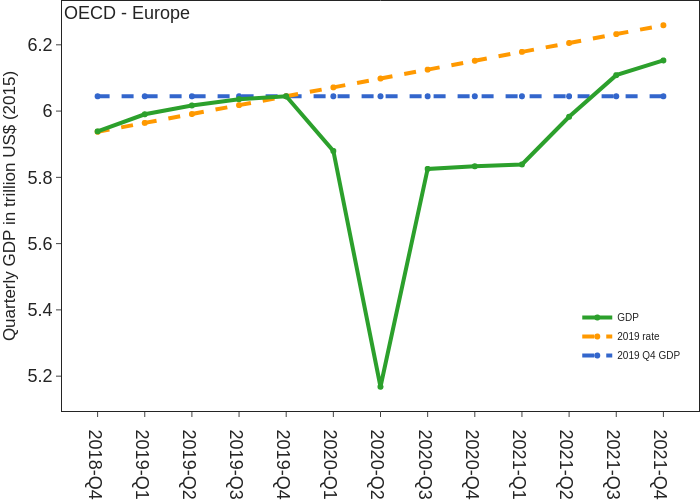 OECD - Europe
Quarterly GDP in trillion US$ (2015)
6.2
6
5.8
5.6
5.4
5.2
GDP
2019 rate
2019 Q4 GDP
2018-Q4
2019-Q1
2019-Q2
2019-Q3
2019-Q4
2020-Q1
2020-Q2
2020-Q3
2020-Q4
2021-Q1
2021-Q2
2021-Q3
2021-Q4